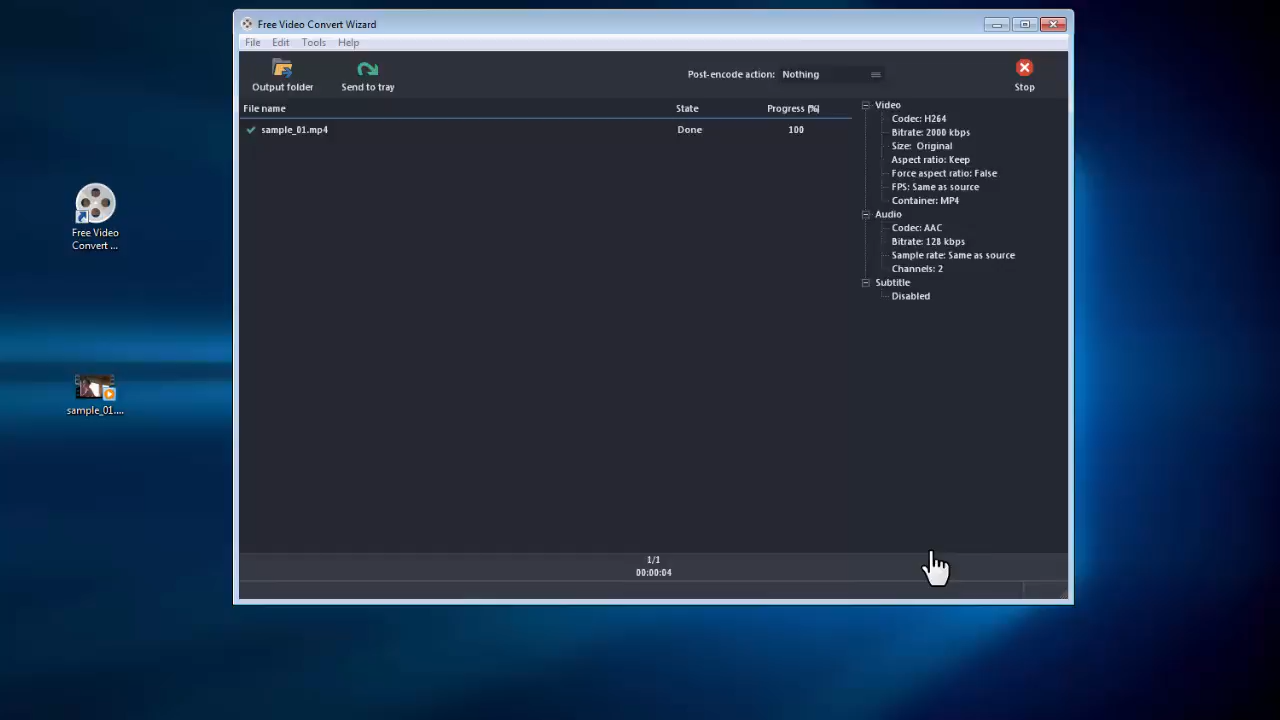 Free Video Convert Wizard
File Edit Tools Help
Output folder
Send to tray
Post-encode action: Nothing
Stop
File name State Progress (%)
sample_01.mp4 Done 100
Video
Codec: H264
Bitrate: 2000 kbps
Size: Original
Aspect ratio: Keep
Force aspect ratio: False
FPS: Same as source
Container: MP4
Audio
Codec: AAC
Bitrate: 128 kbps
Sample rate: Same as source
Channels: 2
Subtitle
Disabled
1/1
00:00:04
Free Video
Convert ...
sample_01....